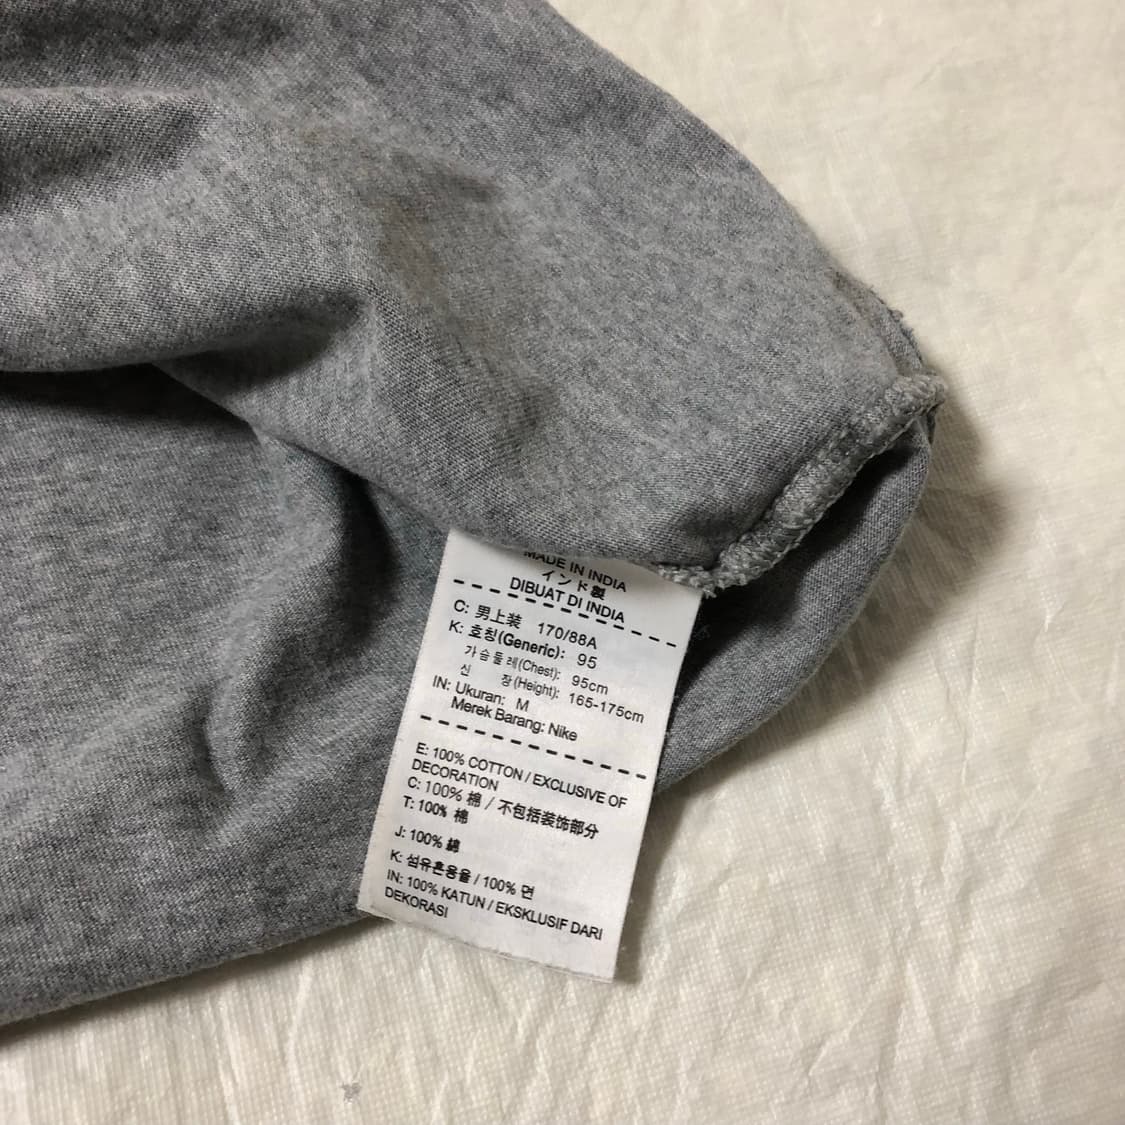 MADE IN INDIA
インド製
DIBUAT DI INDIA
C: 男上装 170/88A
K: 호칭(Generic): 95
가슴둘레(Chest): 95cm
신 장(Height): 165-175cm
IN: Ukuran: M
Merek Barang: Nike
E: 100% COTTON / EXCLUSIVE OF
DECORATION
C: 100% 棉 / 不包括装饰部分
T: 100% 棉
J: 100% 綿
K: 섬유혼용율 / 100% 면
IN: 100% KATUN / EKSKLUSIF DARI
DEKORASI